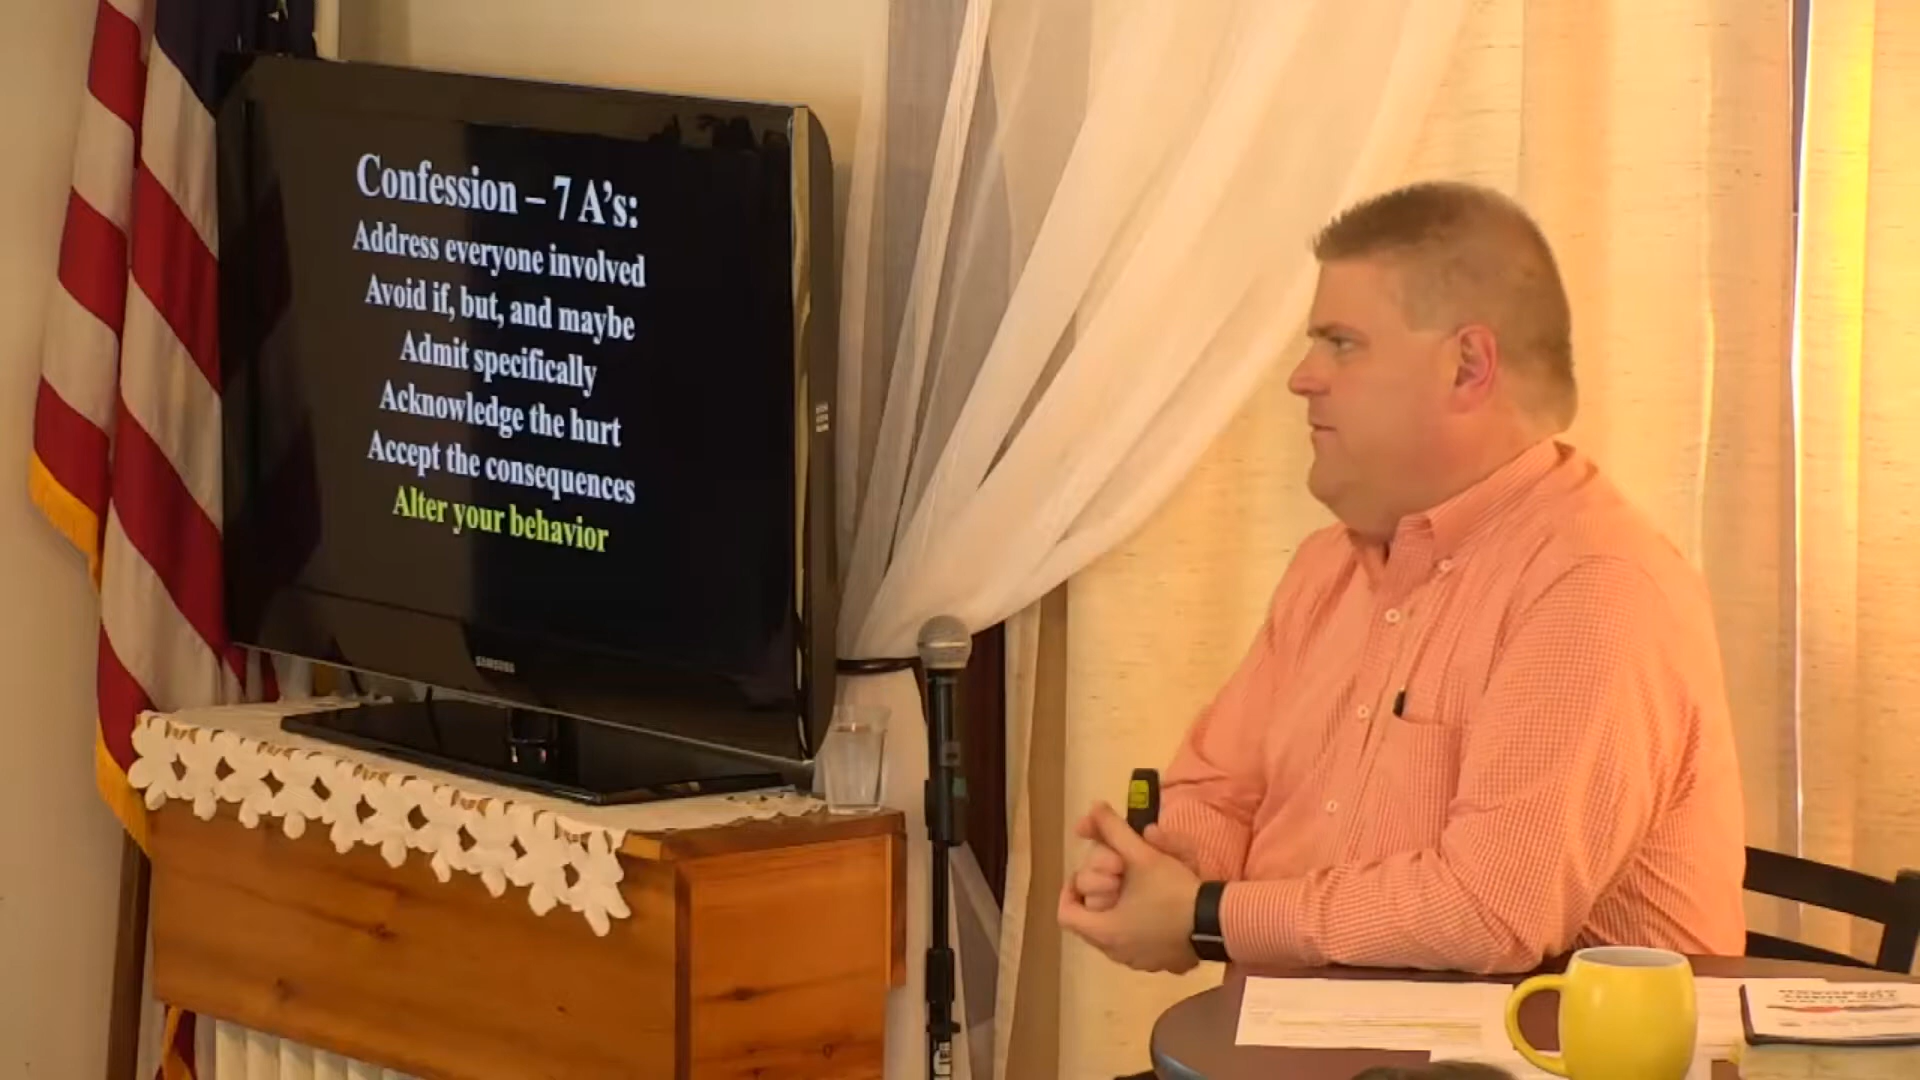 Confession – 7 A’s:
Address everyone involved
Avoid if, but, and maybe
Admit specifically
Acknowledge the hurt
Accept the consequences
Alter your behavior
SAMSUNG